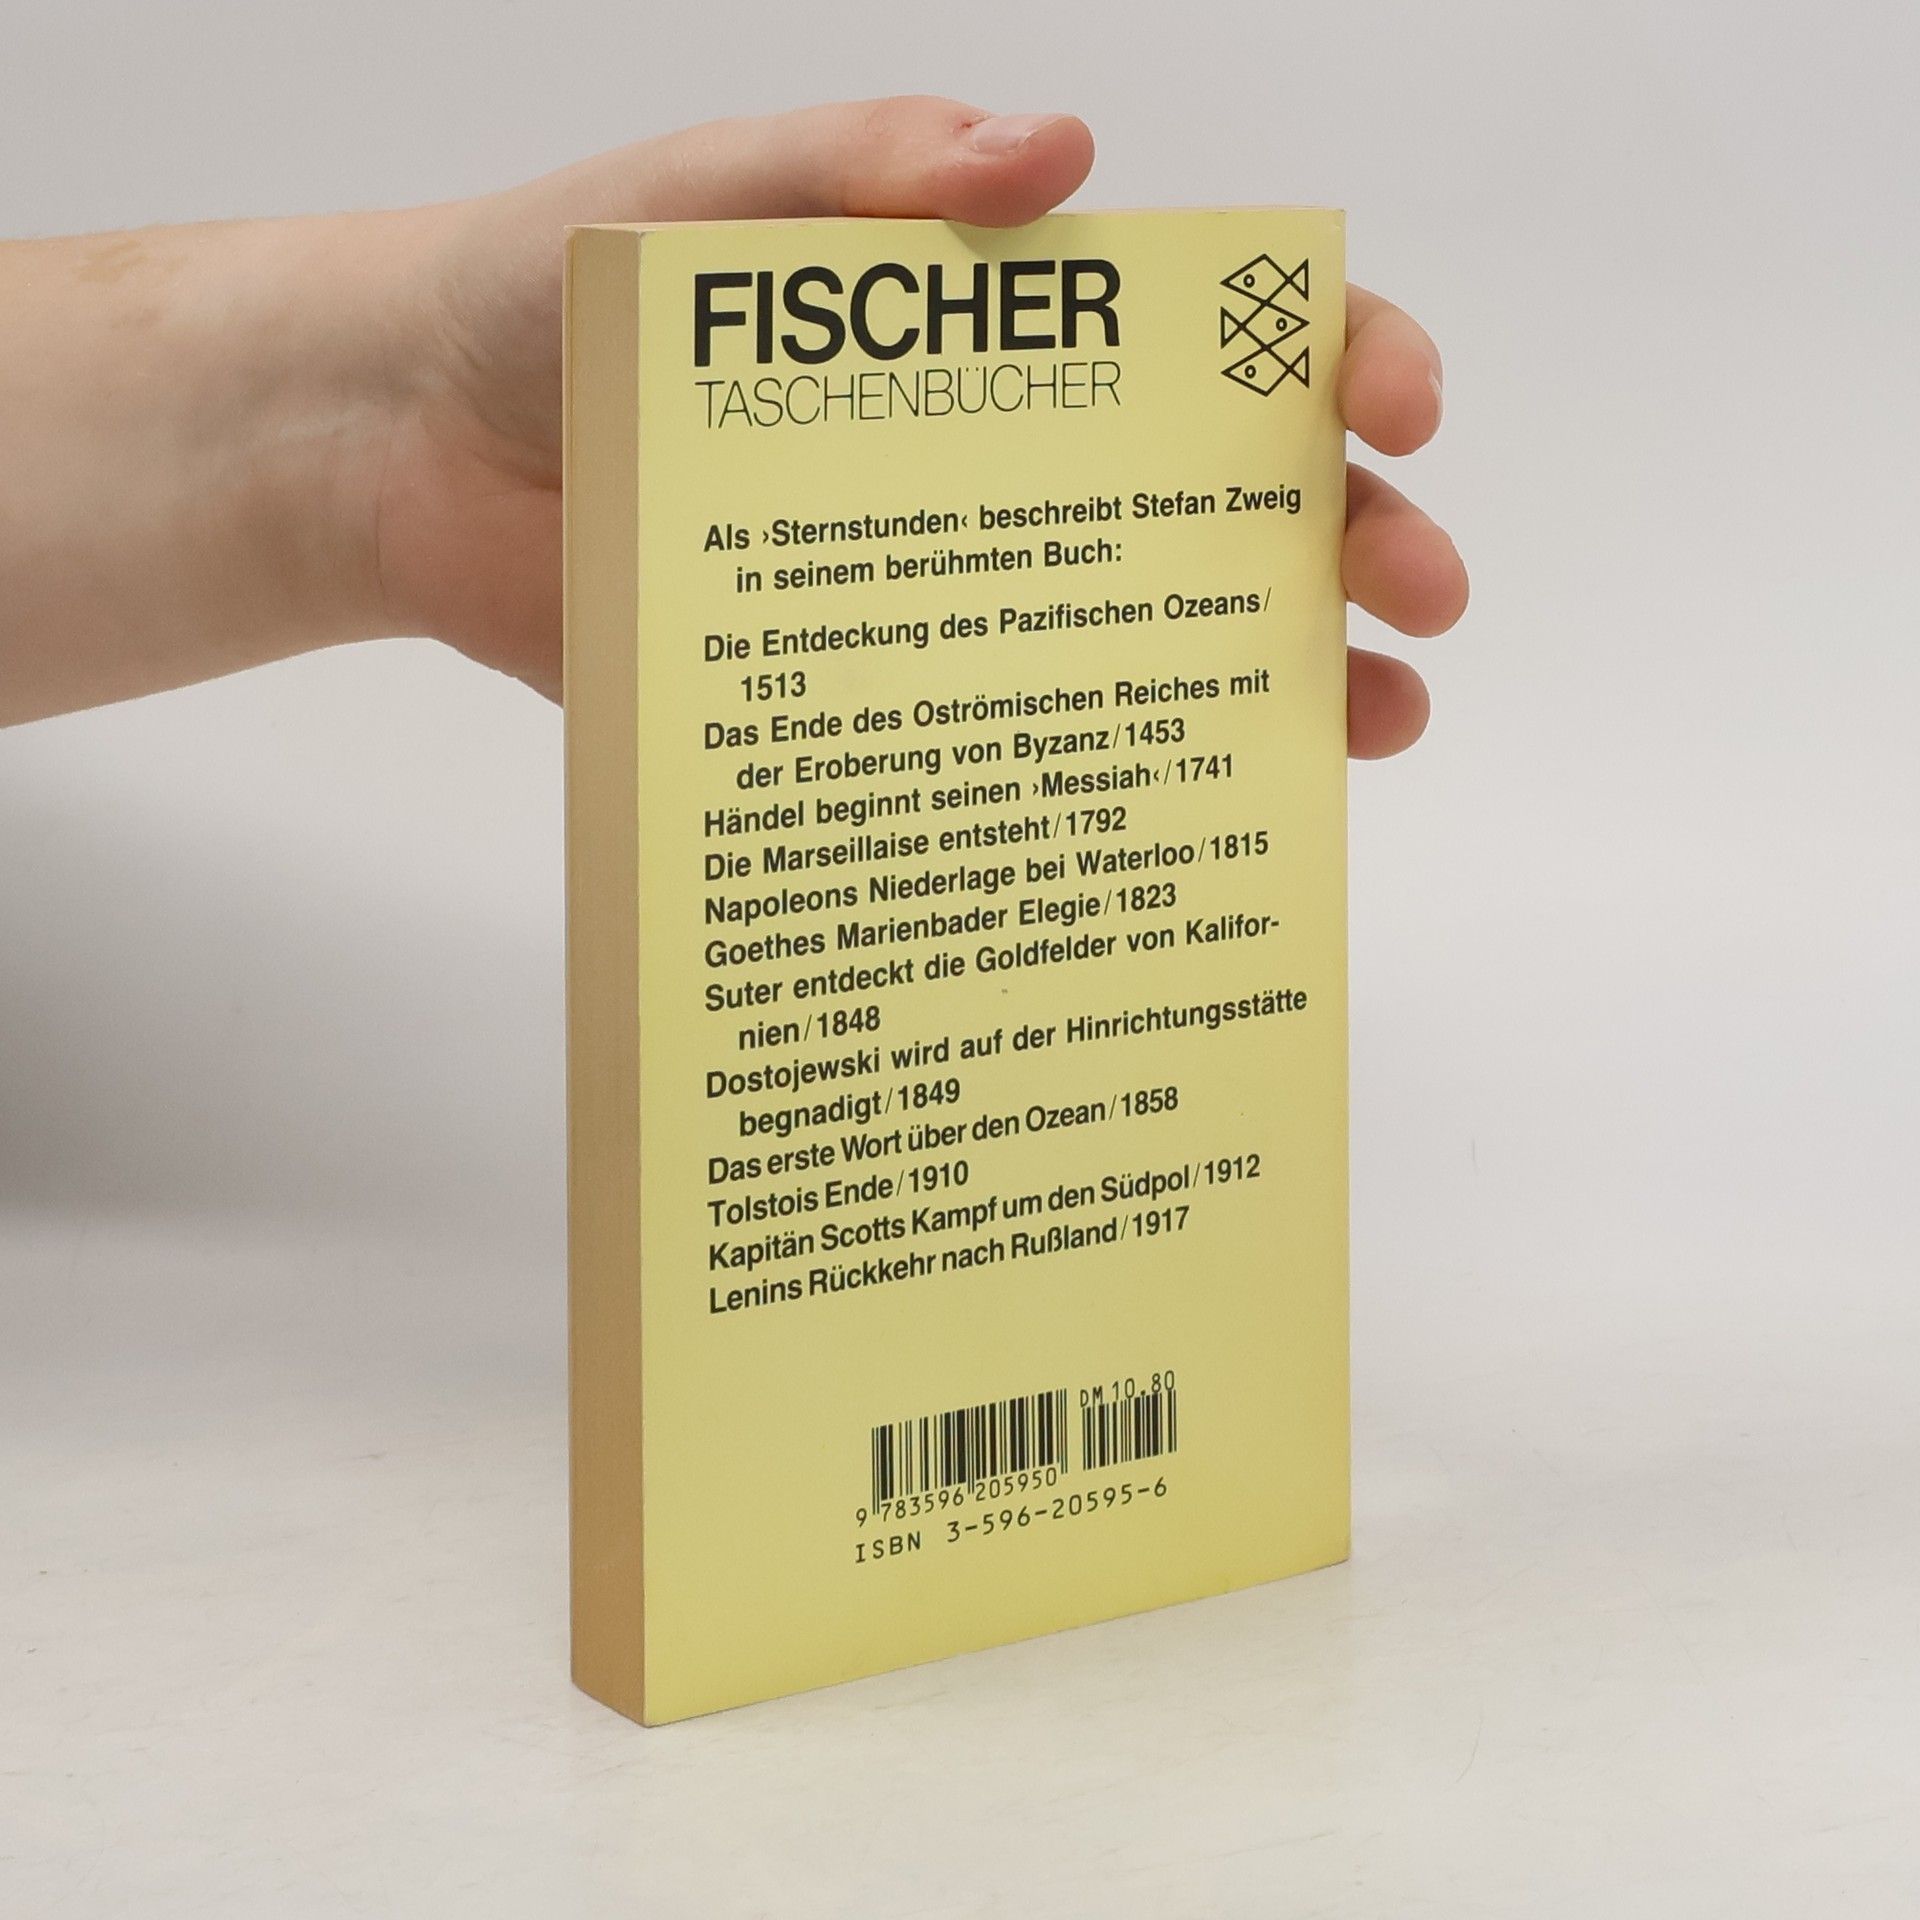 FISCHER
TASCHENBÜCHER
Als ›Sternstunden‹ beschreibt Stefan Zweig
in seinem berühmten Buch:
Die Entdeckung des Pazifischen Ozeans/
1513
Das Ende des Oströmischen Reiches mit
der Eroberung von Byzanz/1453
Händel beginnt seinen ›Messiah‹/1741
Die Marseillaise entsteht/1792
Napoleons Niederlage bei Waterloo/1815
Goethes Marienbader Elegie/1823
Suter entdeckt die Goldfelder von Kalifor-
nien/1848
Dostojewski wird auf der Hinrichtungsstätte
begnadigt/1849
Das erste Wort über den Ozean/1858
Tolstois Ende/1910
Kapitän Scotts Kampf um den Südpol/1912
Lenins Rückkehr nach Rußland/1917
DM 10.80
9 783596 205950
ISBN 3-596-20595-6